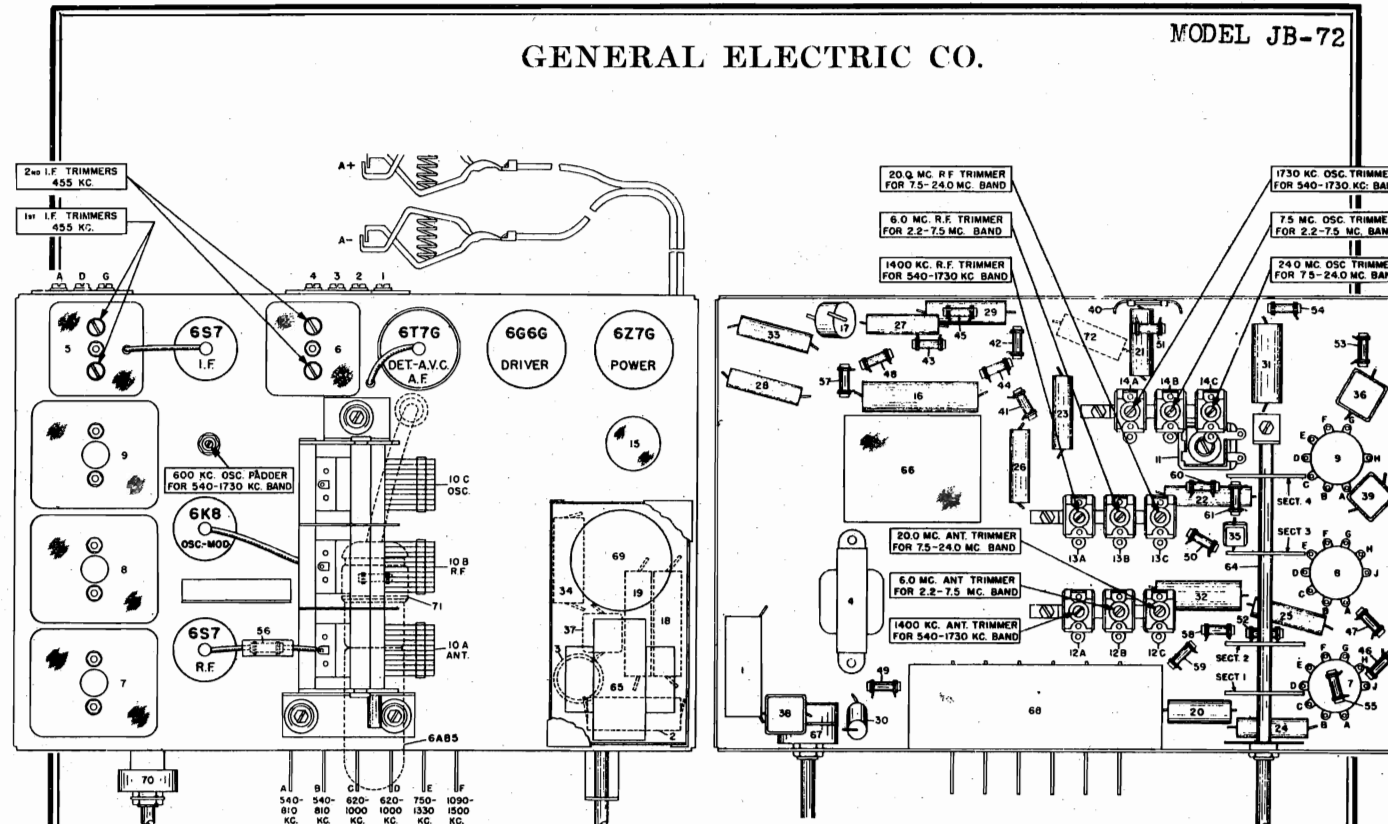 MODEL JB-72
GENERAL ELECTRIC CO.
A+
A-
2ND I.F. TRIMMERS
455 KC.
1ST I.F. TRIMMERS
455 KC.
A D G
4 3 2 1
5
6S7
I.F.
6
6T7G
DET.-A.V.C.
A.F.
6G6G
DRIVER
6Z7G
POWER
9
600 KC. OSC. PADDER
FOR 540-1730 KC. BAND
15
10 C
OSC.
6K8
OSC.-MOD
8
10 B
R.F.
71
69
34
19
18
37
3
65
2
6S7
R.F.
56
10 A
ANT.
7
6AB5
70
A
540-
810
KC.
B
540-
810
KC.
C
620-
1000
KC.
D
620-
1000
KC.
E
750-
1330
KC.
F
1090-
1500
KC.
20.0 MC. R F TRIMMER
FOR 7.5-24.0 MC. BAND
6.0 MC. R.F. TRIMMER
FOR 2.2-7.5 MC. BAND
1400 KC. R.F. TRIMMER
FOR 540-1730 KC BAND
1730 KC. OSC. TRIMMER
FOR 540-1730 KC. BAN
7.5 MC. OSC. TRIMME
FOR 2.2-7.5 MC. BAN
24.0 MC. OSC TRIMME
FOR 7.5-24.0 MC. BAN
33
17
27
45
29
42
43
40
72
21
51
54
31
53
36
28
57
48
44
16
41
23
14A
14B
14C
11
66
26
60
22
61
F G
E
D 9 H
C
B A
SECT. 4
39
13A
13B
13C
50
35
SECT 3
64
F G
E H
D 8 J
C
B A
20.0 MC. ANT. TRIMMER
FOR 7.5-24.0 MC BAND
6.0 MC. ANT TRIMMER
FOR 2.2-7.5 MC. BAND
1400 KC. ANT. TRIMMER
FOR 540-1730 KC. BAND
4
32
12A
12B
12C
58
52
25
47
SECT. 2
59
SECT 1
46
F G
E H
D 7 J
C
B A
55
1
49
38
67
30
68
20
24